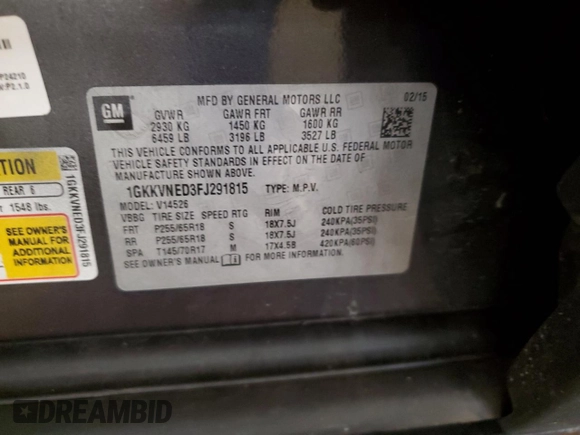 P24210
W:P2.1.0
TION
REAR 6
r 1548 lbs.
SEE OWNER'S
MANUAL FOR
ADDITIONAL
INFORMATION
1GKKVNED3FJ291815
GM
MFD BY GENERAL MOTORS LLC 02/15
GVWR GAWR FRT GAWR RR
2930 KG 1450 KG 1600 KG
6459 LB 3196 LB 3527 LB
THIS VEHICLE CONFORMS TO ALL APPLICABLE U.S. FEDERAL MOTOR
VEHICLE SAFETY STANDARDS IN EFFECT ON THE DATE OF
MANUFACTURE SHOWN ABOVE.
1GKKVNED3FJ291815 TYPE: M.P.V.
MODEL: V14526
VBBG TIRE SIZE SPEED RTG RIM COLD TIRE PRESSURE
FRT P255/65R18 S 18X7.5J 240KPA(35PSI)
RR P255/65R18 S 18X7.5J 240KPA(35PSI)
SPA T145/70R17 M 17X4.5B 420KPA(60PSI)
SEE OWNER'S MANUAL FOR MORE INFORMATION.
DREAMBID